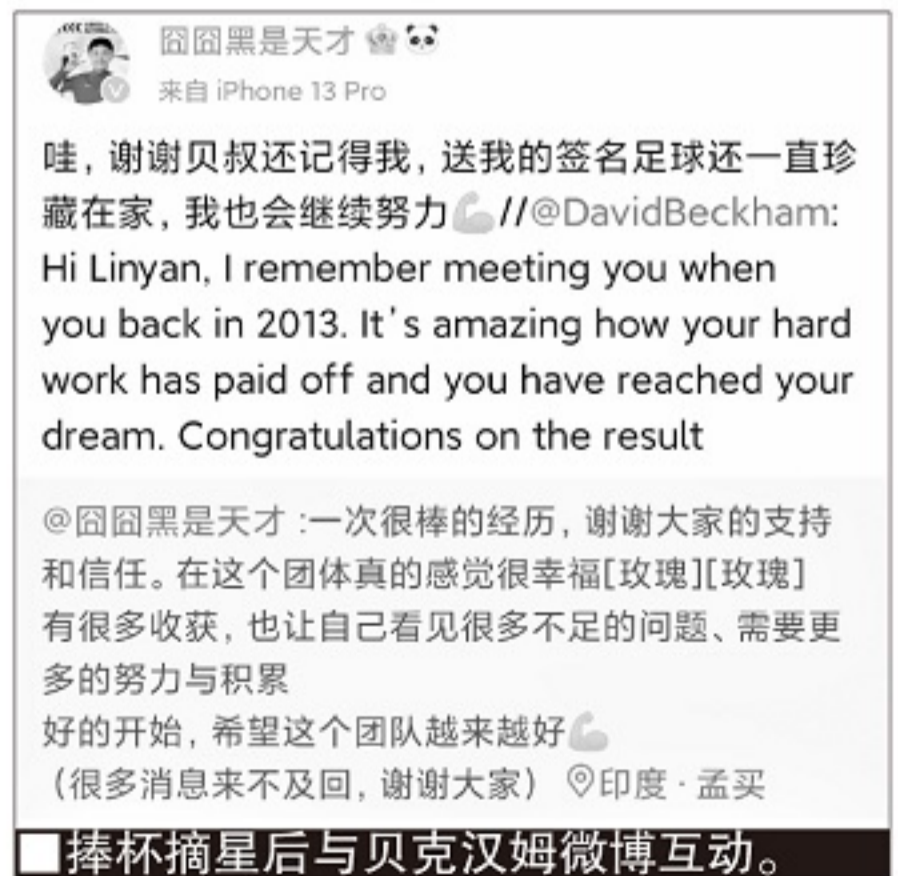 囧囧黑是天才
来自 iPhone 13 Pro
哇，谢谢贝叔还记得我，送我的签名足球还一直珍
藏在家，我也会继续努力💪//@DavidBeckham:
Hi Linyan, I remember meeting you when
you back in 2013. It's amazing how your hard
work has paid off and you have reached your
dream. Congratulations on the result
@囧囧黑是天才 :一次很棒的经历，谢谢大家的支持
和信任。在这个团体真的感觉很幸福[玫瑰][玫瑰]
有很多收获，也让自己看见很多不足的问题、需要更
多的努力与积累
好的开始，希望这个团队越来越好💪
（很多消息来不及回，谢谢大家） 印度·孟买
■捧杯摘星后与贝克汉姆微博互动。